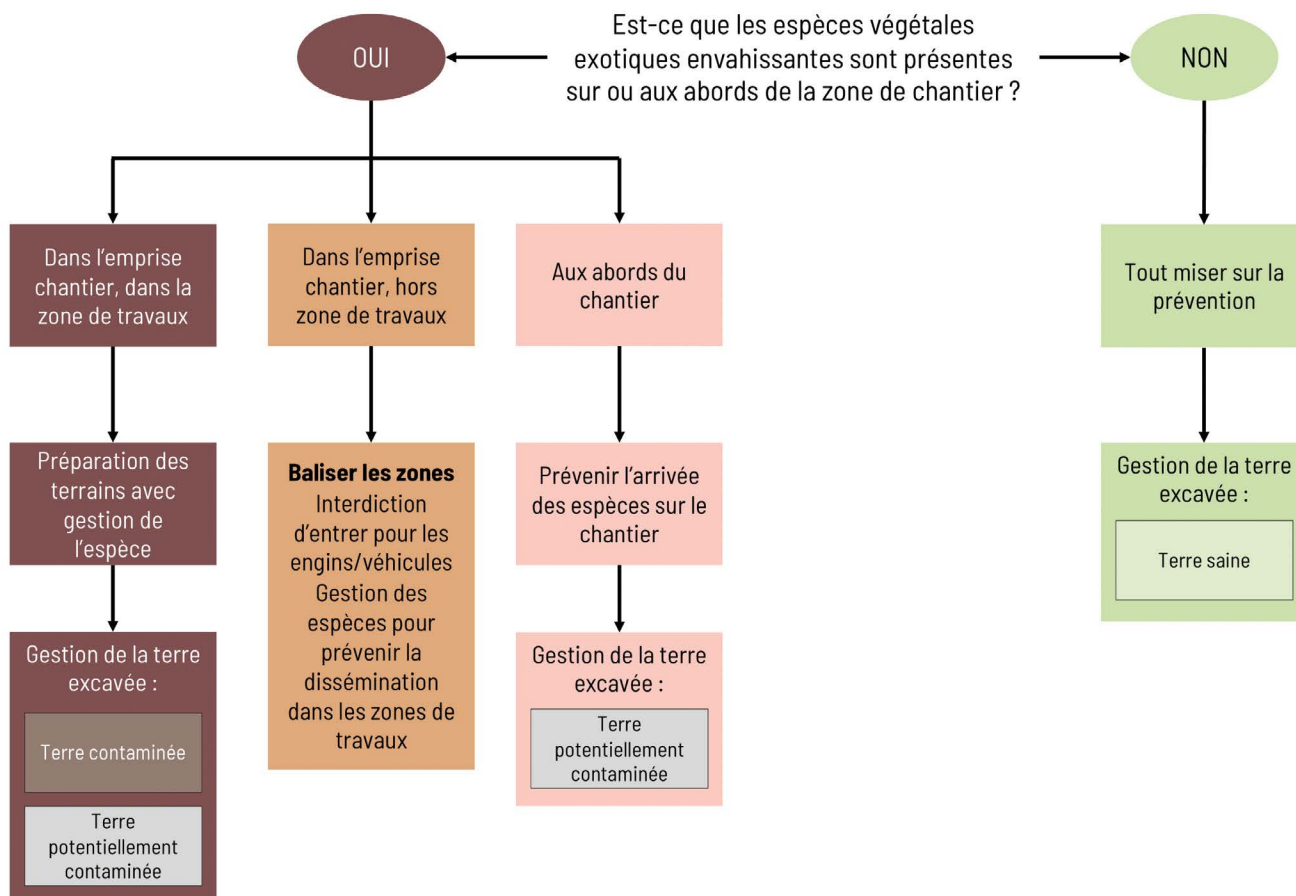 Est-ce que les espèces végétales
exotiques envahissantes sont présentes
sur ou aux abords de la zone de chantier ?
OUI
NON
Dans l'emprise
chantier, dans la
zone de travaux
Dans l'emprise
chantier, hors
zone de travaux
Aux abords du
chantier
Tout miser sur la
prévention
Préparation des
terrains avec
gestion de
l'espèce
Baliser les zones
Interdiction
d'entrer pour les
engins/véhicules
Gestion des
espèces pour
prévenir la
dissémination
dans les zones de
travaux
Prévenir l'arrivée
des espèces sur le
chantier
Gestion de la terre
excavée :
Terre saine
Gestion de la terre
excavée :
Terre contaminée
Terre
potentiellement
contaminée
Gestion de la terre
excavée :
Terre
potentiellement
contaminée